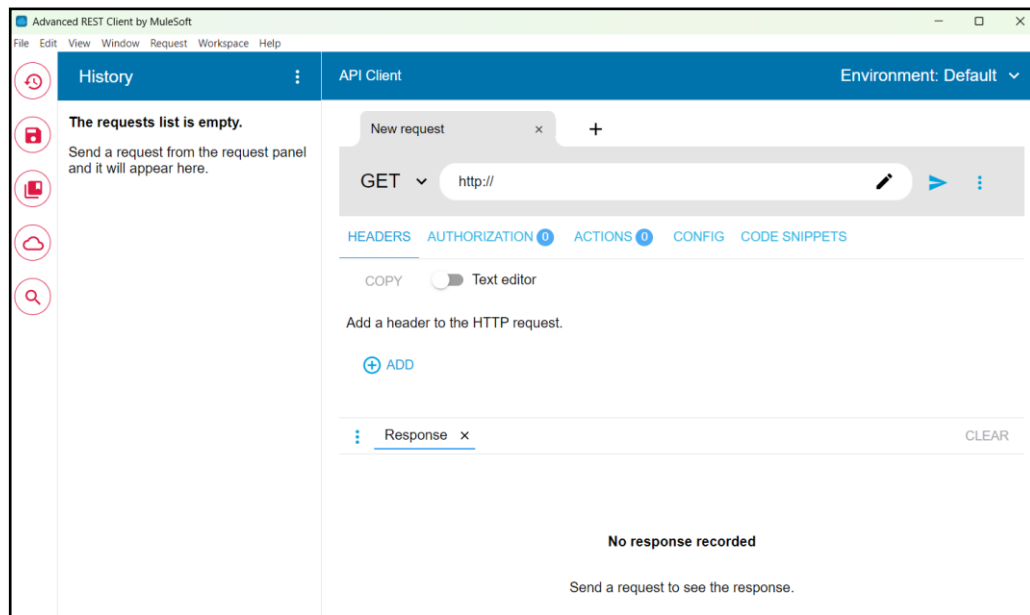 Advanced REST Client by MuleSoft
File Edit View Window Request Workspace Help
History
The requests list is empty.
Send a request from the request panel
and it will appear here.
API Client
Environment: Default
New request ×
+
GET
http://
HEADERS AUTHORIZATION 0 ACTIONS 0 CONFIG CODE SNIPPETS
COPY Text editor
Add a header to the HTTP request.
ADD
Response ×
CLEAR
No response recorded
Send a request to see the response.